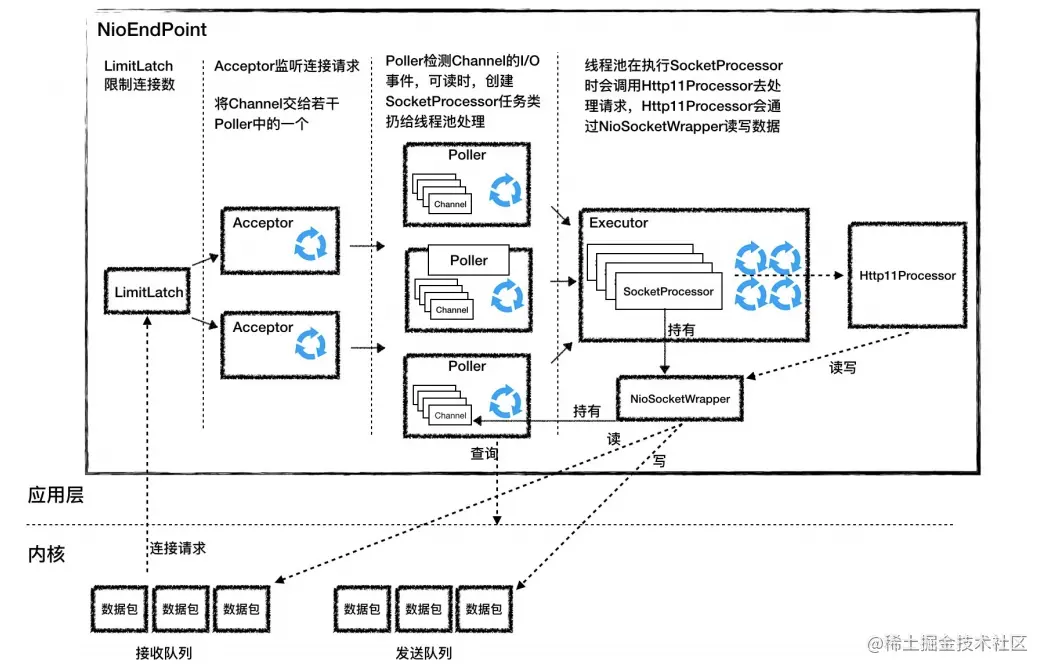 NioEndPoint
LimitLatch
限制连接数
Acceptor监听连接请求
将Channel交给若干
Poller中的一个
Poller检测Channel的I/O
事件，可读时，创建
SocketProcessor任务类
扔给线程池处理
线程池在执行SocketProcessor
时会调用Http11Processor去处
理请求，Http11Processor会通
过NioSocketWrapper读写数据
Poller
Channel
Acceptor
Executor
Poller
Channel
SocketProcessor
Http11Processor
LimitLatch
Acceptor
持有
Poller
Channel
读写
NioSocketWrapper
持有
读
查询
写
应用层
内核
连接请求
数据包
数据包
数据包
数据包
数据包
数据包
接收队列
发送队列
@稀土掘金技术社区